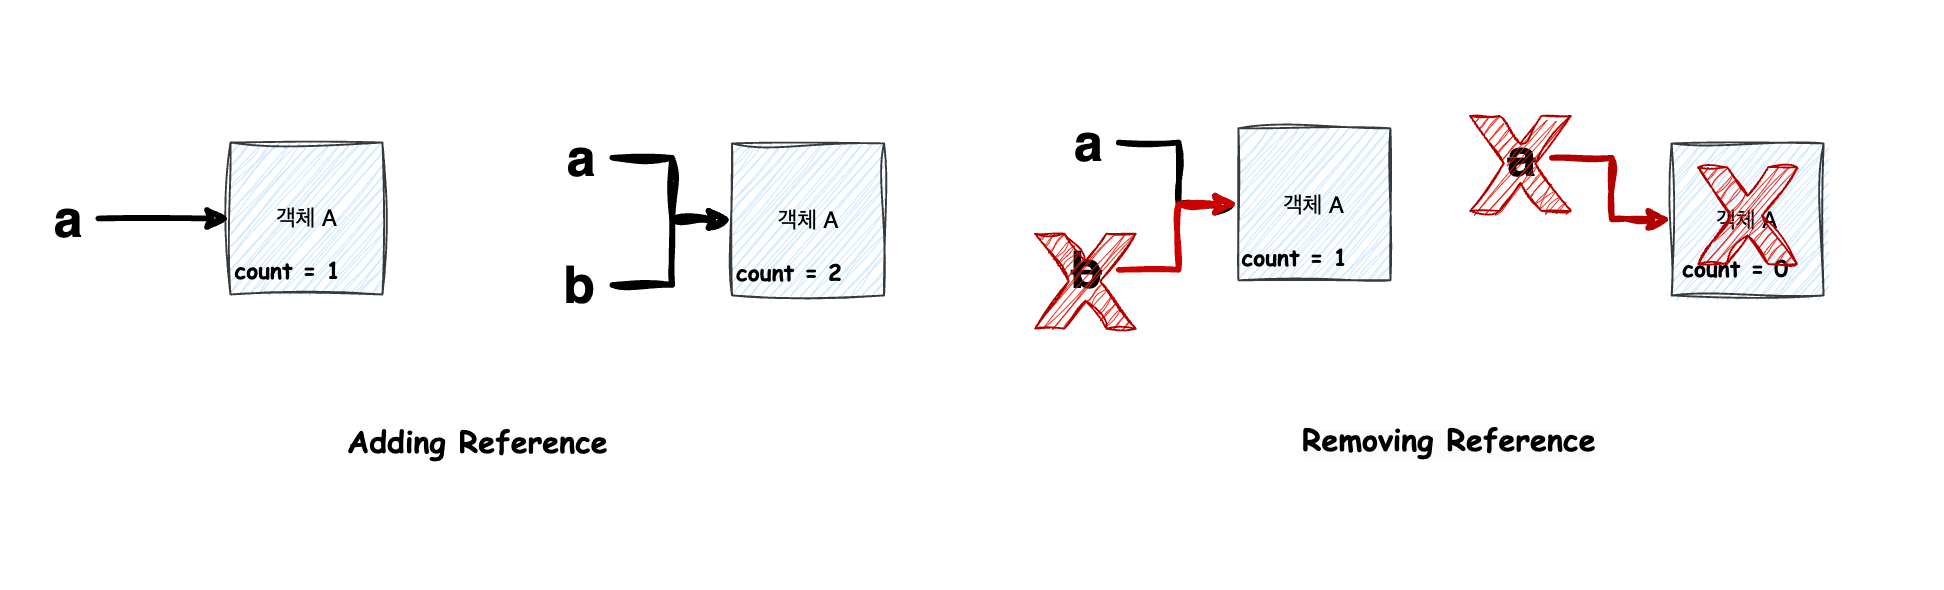 a
객체 A
count = 1
a
b
객체 A
count = 2
a
b
객체 A
count = 1
a
객체 A
count = 0
Adding Reference
Removing Reference